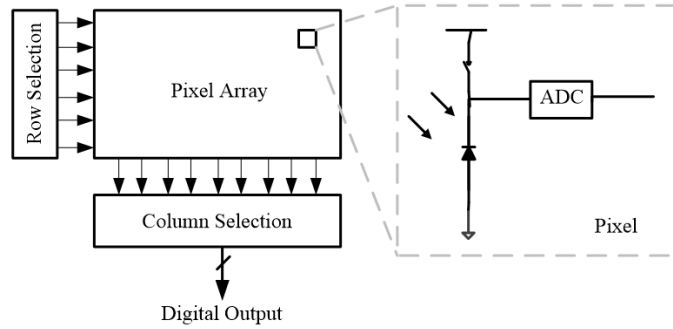 Row Selection
Pixel Array
ADC
Column Selection
Pixel
Digital Output